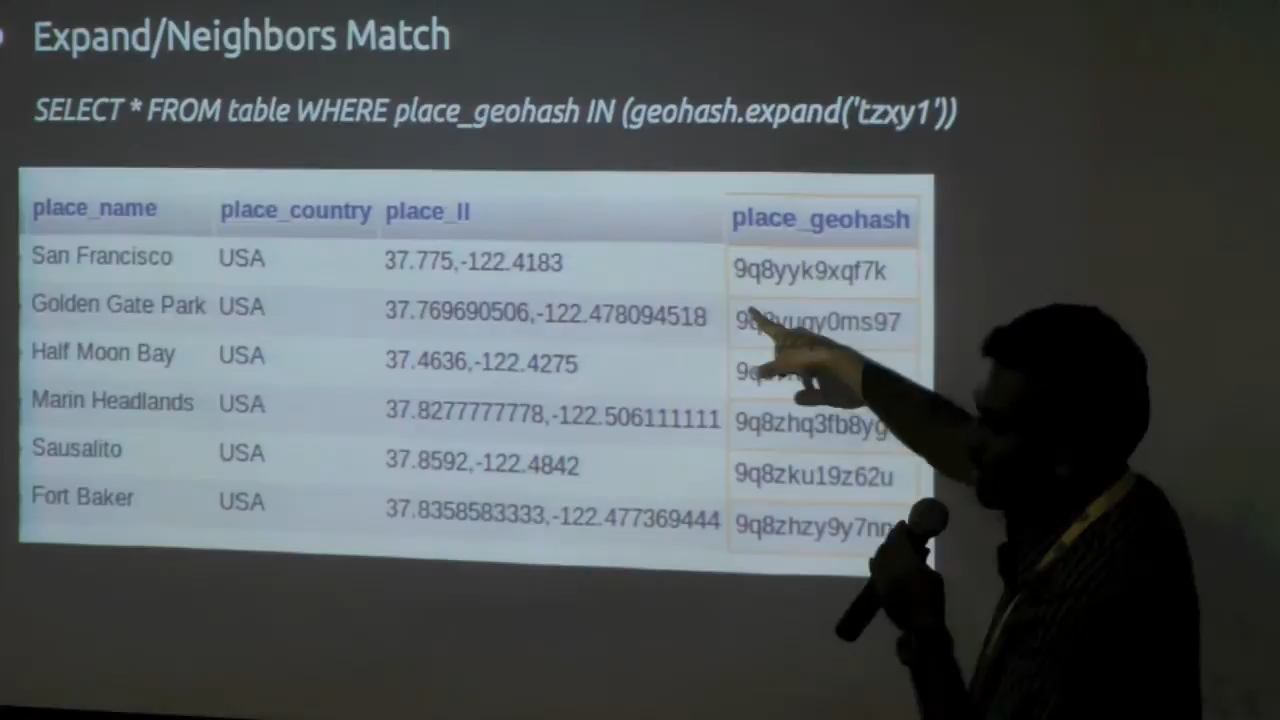 Expand/Neighbors Match
SELECT * FROM table WHERE place_geohash IN (geohash.expand('tzxy1'))
place_name place_country place_ll place_geohash
San Francisco USA 37.775,-122.4183 9q8yyk9xqf7k
Golden Gate Park USA 37.769690506,-122.478094518
Half Moon Bay USA 37.4636,-122.4275
Marin Headlands USA 37.8277777778,-122.506111111 9q8zhq3fb8yg
Sausalito USA 37.8592,-122.4842 9q8zku19z62u
Fort Baker USA 37.8358583333,-122.477369444